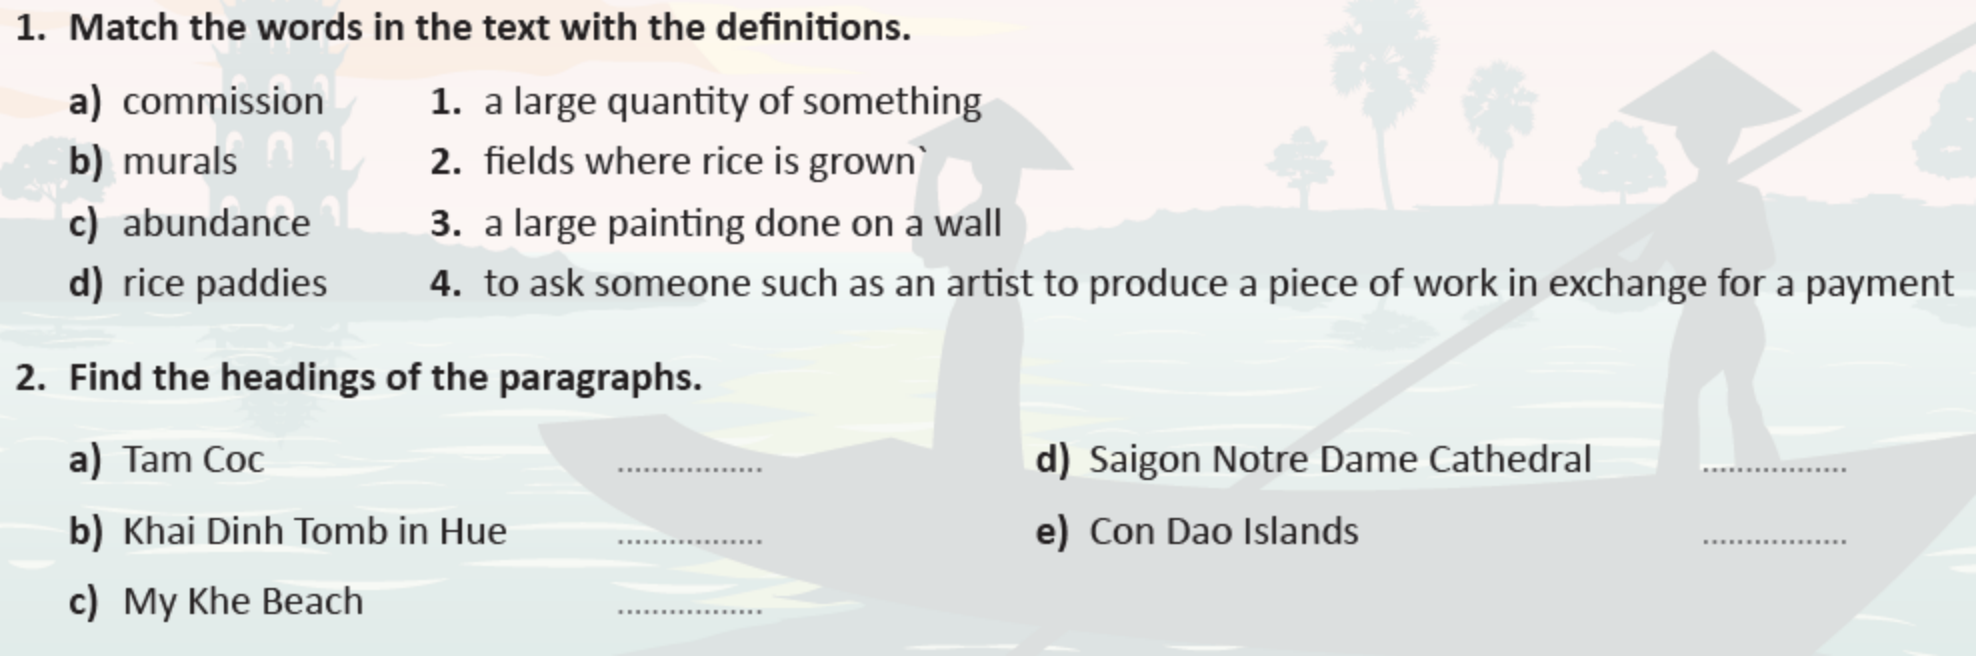 1. Match the words in the text with the definitions.
a) commission 1. a large quantity of something
b) murals 2. fields where rice is grown`
c) abundance 3. a large painting done on a wall
d) rice paddies 4. to ask someone such as an artist to produce a piece of work in exchange for a payment
2. Find the headings of the paragraphs.
a) Tam Coc ................. d) Saigon Notre Dame Cathedral .................
b) Khai Dinh Tomb in Hue ................. e) Con Dao Islands .................
c) My Khe Beach .................